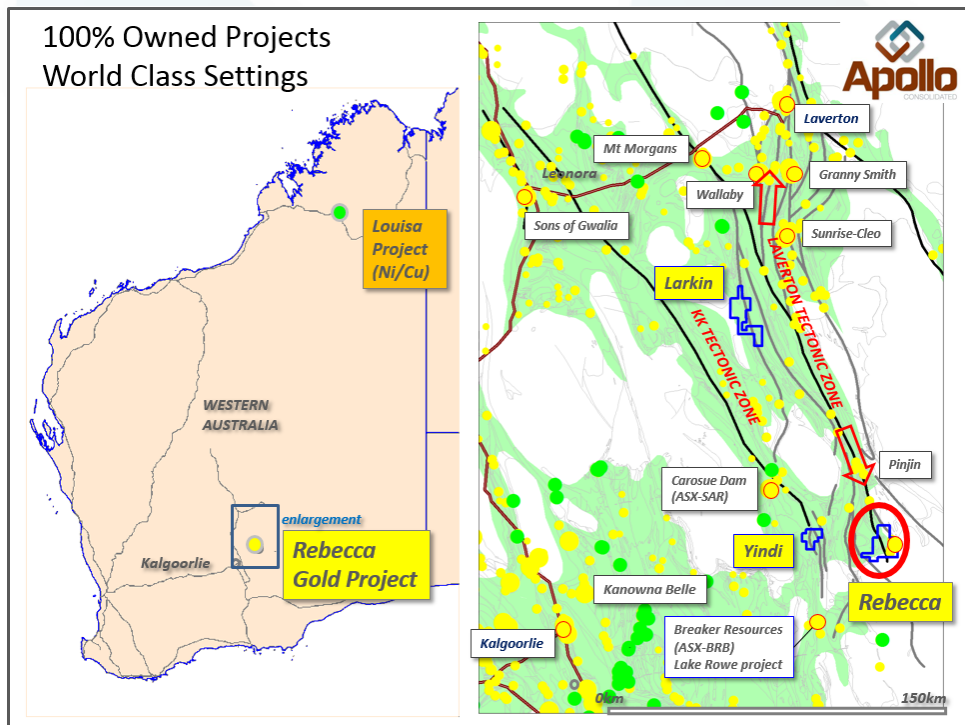 100% Owned Projects
World Class Settings
Louisa
Project
(Ni/Cu)
WESTERN
AUSTRALIA
enlargement
Kalgoorlie
Rebecca
Gold Project
Apollo
CONSOLIDATED
Laverton
Mt Morgans
Leonora
Granny Smith
Wallaby
Sons of Gwalia
Sunrise-Cleo
LAVERTON TECTONIC ZONE
Larkin
KK TECTONIC ZONE
Pinjin
Carosue Dam
(ASX-SAR)
Yindi
Kanowna Belle
Rebecca
Kalgoorlie
Breaker Resources
(ASX-BRB)
Lake Rowe project
0km
150km